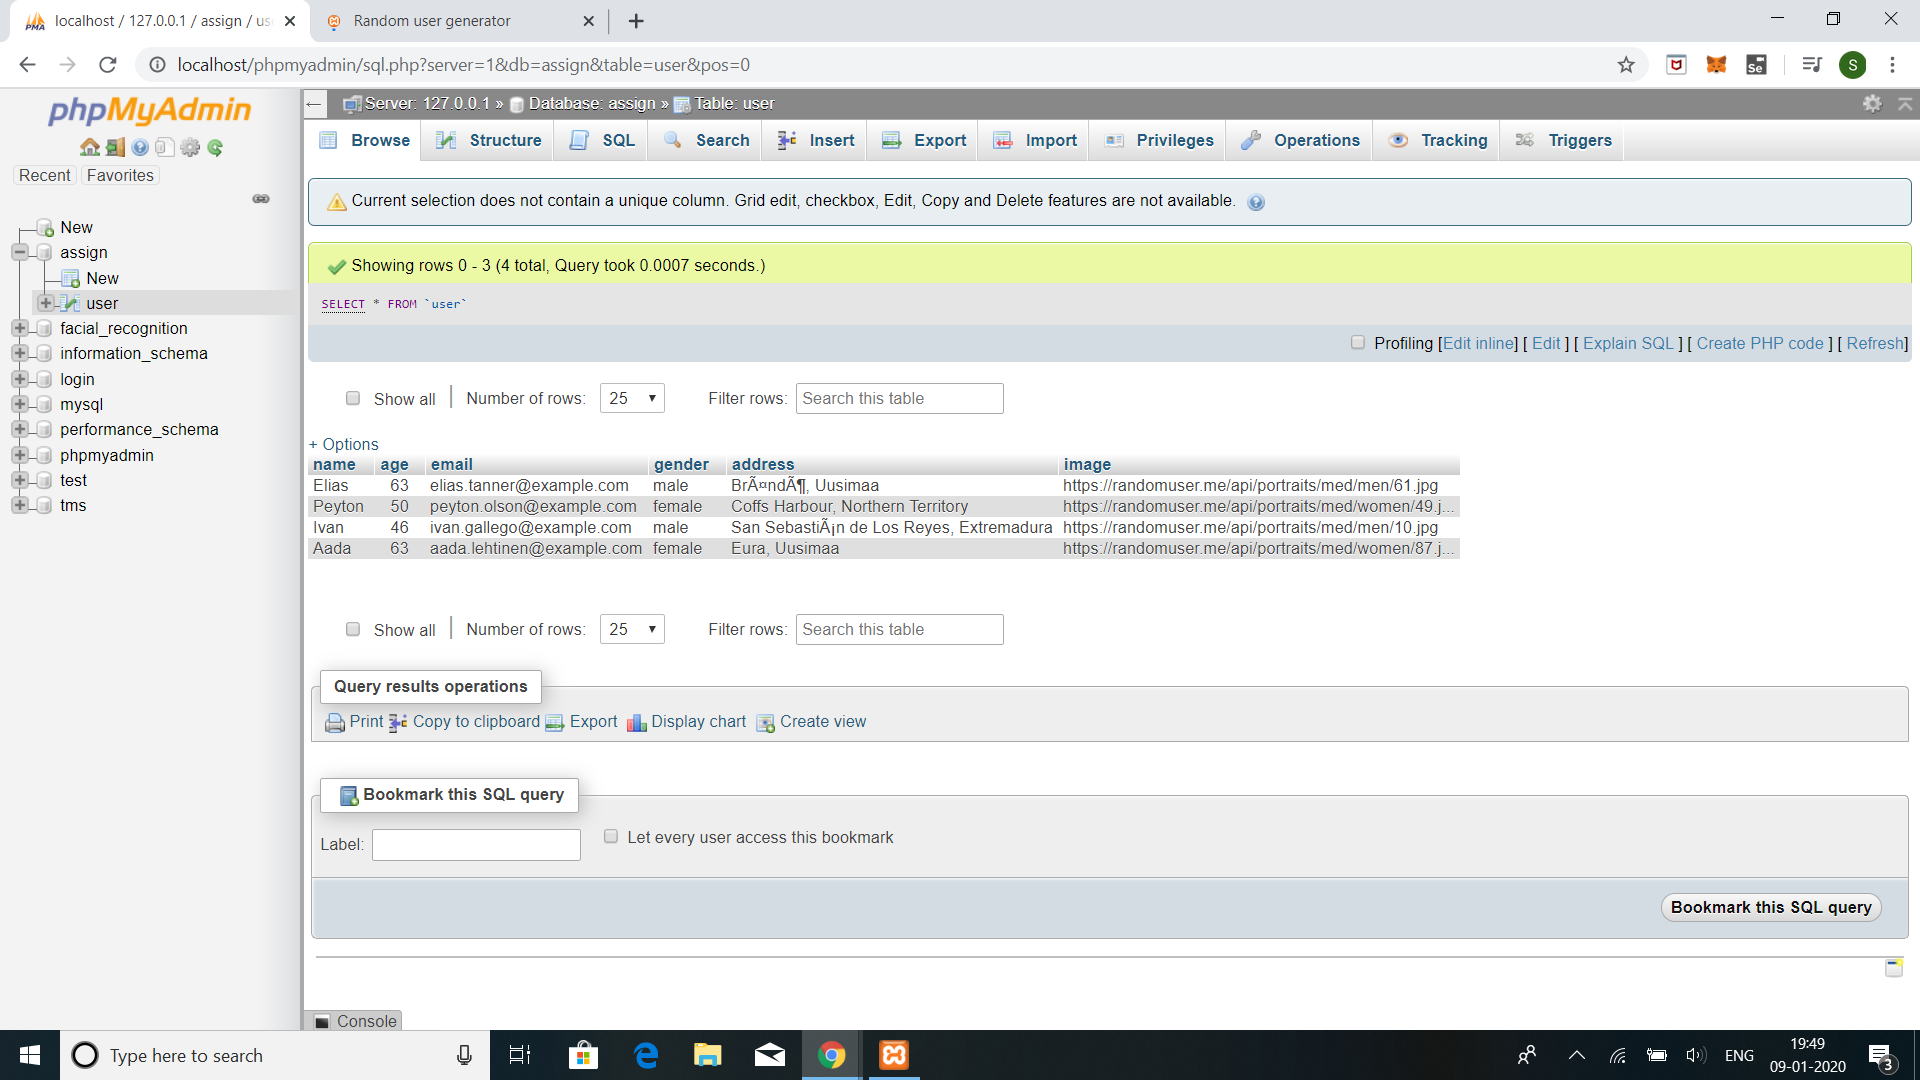 localhost / 127.0.0.1 / assign / us
Random user generator
localhost/phpmyadmin/sql.php?server=1&db=assign&table=user&pos=0
Se
S
phpMyAdmin
Recent
Favorites
New
assign
New
user
facial_recognition
information_schema
login
mysql
performance_schema
phpmyadmin
test
tms
Server: 127.0.0.1 » Database: assign » Table: user
Browse
Structure
SQL
Search
Insert
Export
Import
Privileges
Operations
Tracking
Triggers
Current selection does not contain a unique column. Grid edit, checkbox, Edit, Copy and Delete features are not available.
Showing rows 0 - 3 (4 total, Query took 0.0007 seconds.)
SELECT * FROM `user`
Profiling [Edit inline] [ Edit ] [ Explain SQL ] [ Create PHP code ] [ Refresh]
Show all | Number of rows: 25 Filter rows: Search this table
+ Options
name age email gender address image
Elias 63 elias.tanner@example.com male BrÃ¤ndÃ¶, Uusimaa https://randomuser.me/api/portraits/med/men/61.jpg
Peyton 50 peyton.olson@example.com female Coffs Harbour, Northern Territory https://randomuser.me/api/portraits/med/women/49.j...
Ivan 46 ivan.gallego@example.com male San SebastiÃ¡n de Los Reyes, Extremadura https://randomuser.me/api/portraits/med/men/10.jpg
Aada 63 aada.lehtinen@example.com female Eura, Uusimaa https://randomuser.me/api/portraits/med/women/87.j...
Show all | Number of rows: 25 Filter rows: Search this table
Query results operations
Print Copy to clipboard Export Display chart Create view
Bookmark this SQL query
Label:
Let every user access this bookmark
Bookmark this SQL query
Console
Type here to search
ENG
19:49
09-01-2020
3